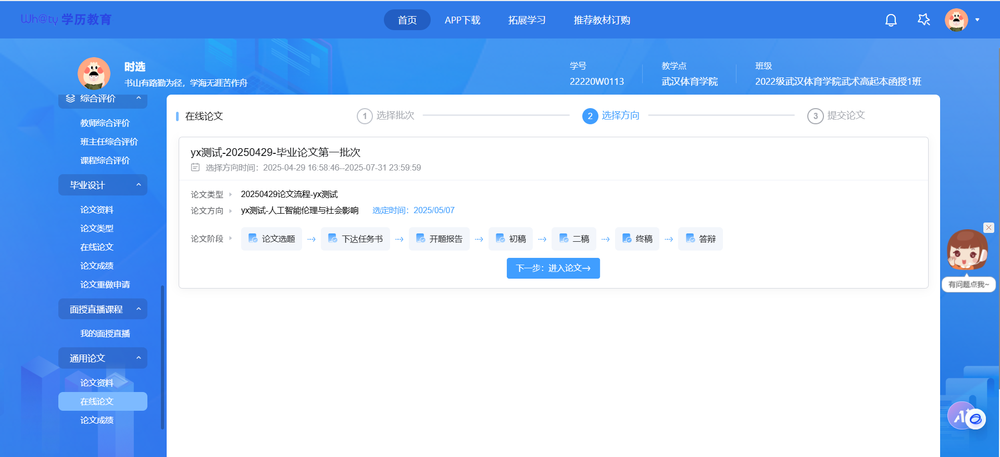 Wh@ty 学历教育
首页
APP下载
拓展学习
推荐教材订购
时选
书山有路勤为径，学海无涯苦作舟
学号
22220W0113
教学点
武汉体育学院
班级
2022级武汉体育学院武术高起本函授1班
综合评价
教师综合评价
班主任综合评价
课程综合评价
毕业设计
论文资料
论文类型
在线论文
论文成绩
论文重做申请
面授直播课程
我的面授直播
通用论文
论文资料
在线论文
论文成绩
在线论文
1 选择批次
2 选择方向
3 提交论文
yx测试-20250429-毕业论文第一批次
选择方向时间：2025-04-29 16:58:46--2025-07-31 23:59:59
论文类型 20250429论文流程-yx测试
论文方向 yx测试-人工智能伦理与社会影响 选定时间：2025/05/07
论文阶段 论文选题 下达任务书 开题报告 初稿 二稿 终稿 答辩
下一步：进入论文→
有问题点我~
AI